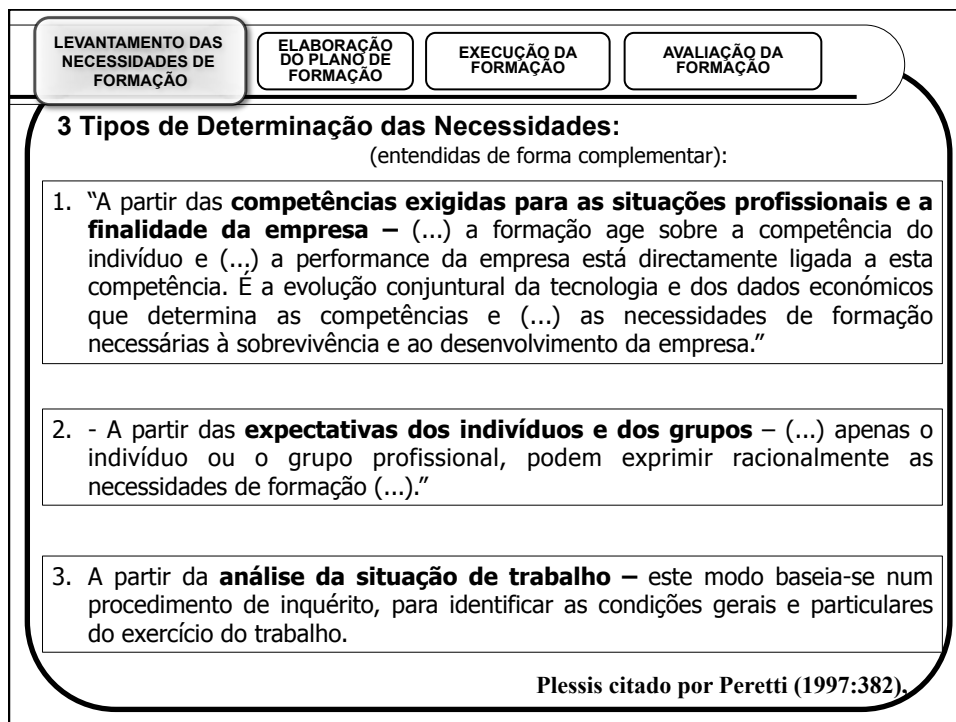 LEVANTAMENTO DAS
NECESSIDADES DE
FORMAÇÃO
ELABORAÇÃO
DO PLANO DE
FORMAÇÃO
EXECUÇÃO DA
FORMAÇÃO
AVALIAÇÃO DA
FORMAÇÃO
3 Tipos de Determinação das Necessidades:
(entendidas de forma complementar):
1. “A partir das competências exigidas para as situações profissionais e a
finalidade da empresa – (...) a formação age sobre a competência do
indivíduo e (...) a performance da empresa está directamente ligada a esta
competência. É a evolução conjuntural da tecnologia e dos dados económicos
que determina as competências e (...) as necessidades de formação
necessárias à sobrevivência e ao desenvolvimento da empresa.”
2. - A partir das expectativas dos indivíduos e dos grupos – (...) apenas o
indivíduo ou o grupo profissional, podem exprimir racionalmente as
necessidades de formação (...).”
3. A partir da análise da situação de trabalho – este modo baseia-se num
procedimento de inquérito, para identificar as condições gerais e particulares
do exercício do trabalho.
Plessis citado por Peretti (1997:382),